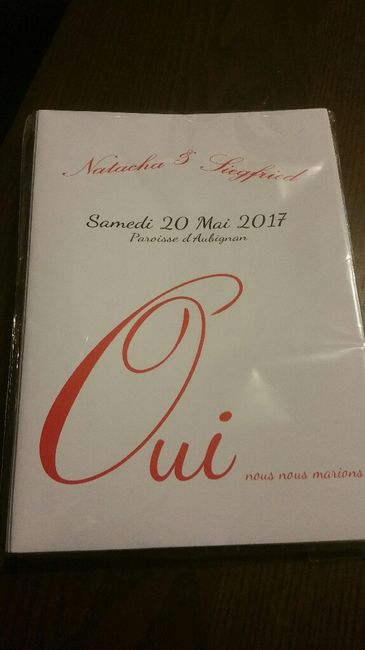 Natacha & Siegfried
Samedi 20 Mai 2017
Paroisse d'Aubignan
Oui
nous nous marions